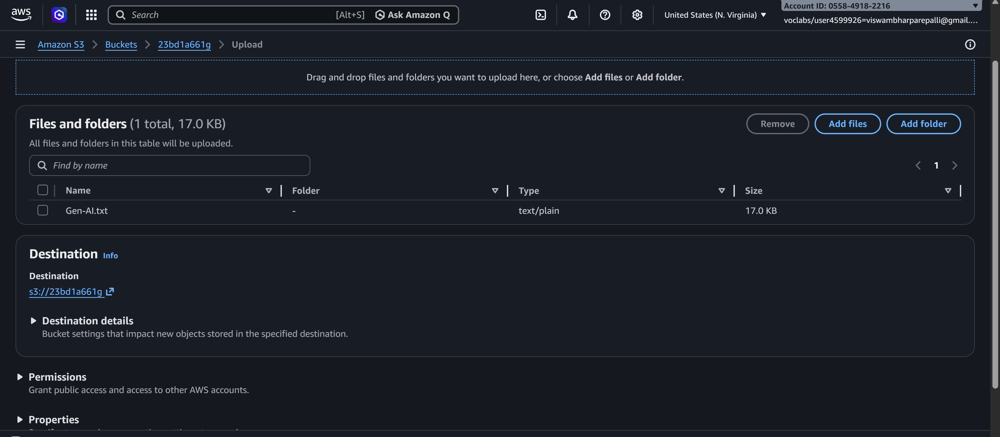 aws
Search [Alt+S] Ask Amazon Q
United States (N. Virginia)
Account ID: 0558-4918-2216
voclabs/user4599926=viswambharparepalli@gmail....
Amazon S3 > Buckets > 23bd1a661g > Upload
Drag and drop files and folders you want to upload here, or choose Add files or Add folder.
Files and folders (1 total, 17.0 KB)
Remove Add files Add folder
All files and folders in this table will be uploaded.
Find by name
1
Name Folder Type Size
Gen-AI.txt - text/plain 17.0 KB
Destination Info
Destination
s3://23bd1a661g
Destination details
Bucket settings that impact new objects stored in the specified destination.
Permissions
Grant public access and access to other AWS accounts.
Properties